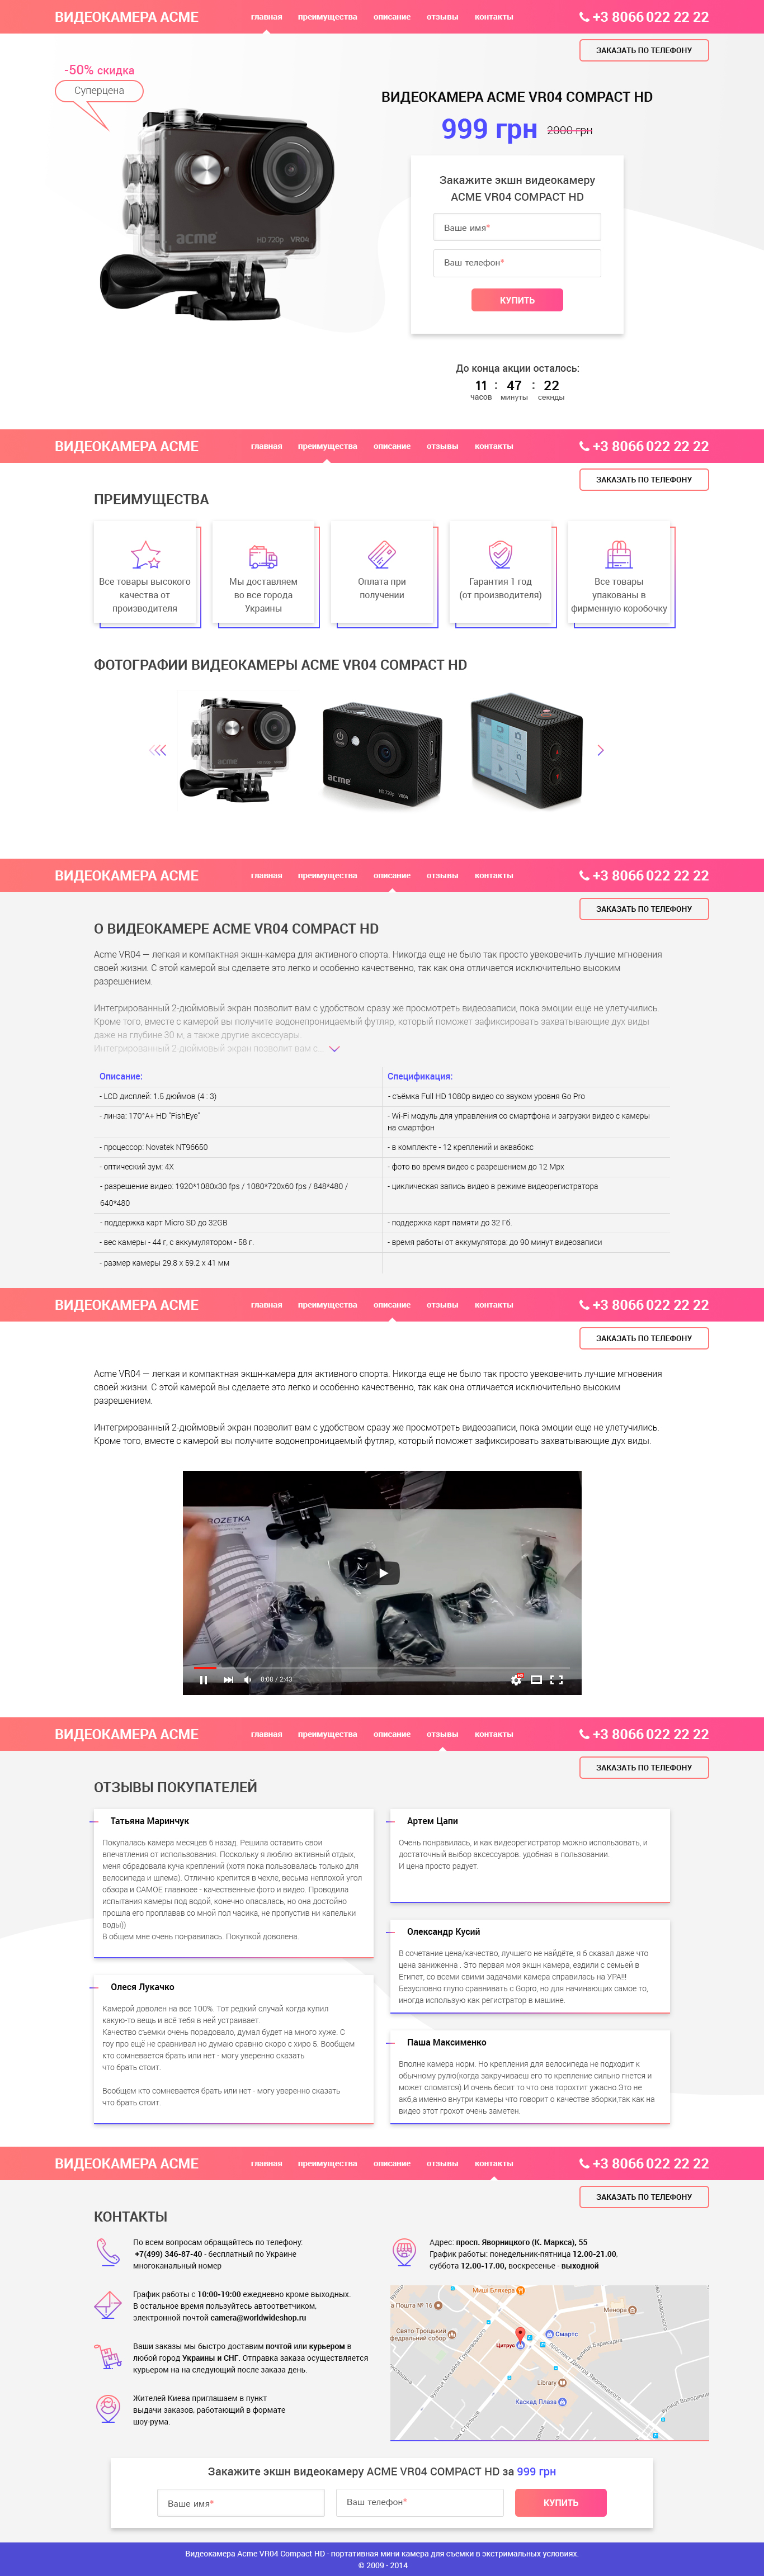 ВИДЕОКАМЕРА ACME
главная преимущества описание отзывы контакты
+3 8066 022 22 22
ЗАКАЗАТЬ ПО ТЕЛЕФОНУ
-50% скидка
Суперцена
acme
HD 720p VR04
ВИДЕОКАМЕРА ACME VR04 COMPACT HD
999 грн 2000 грн
Закажите экшн видеокамеру
ACME VR04 COMPACT HD
Ваше имя*
Ваш телефон*
КУПИТЬ
До конца акции осталось:
11 : 47 : 22
часов минуты секнды
ВИДЕОКАМЕРА ACME
главная преимущества описание отзывы контакты
+3 8066 022 22 22
ЗАКАЗАТЬ ПО ТЕЛЕФОНУ
ПРЕИМУЩЕСТВА
Все товары высокого
качества от
производителя
Мы доставляем
во все города
Украины
Оплата при
получении
Гарантия 1 год
(от производителя)
Все товары
упакованы в
фирменную коробочку
ФОТОГРАФИИ ВИДЕОКАМЕРЫ ACME VR04 COMPACT HD
acme
HD 720p VR04
acme
HD 720p VR04
ВИДЕОКАМЕРА ACME
главная преимущества описание отзывы контакты
+3 8066 022 22 22
ЗАКАЗАТЬ ПО ТЕЛЕФОНУ
О ВИДЕОКАМЕРЕ ACME VR04 COMPACT HD
Acme VR04 — легкая и компактная экшн-камера для активного спорта. Никогда еще не было так просто увековечить лучшие мгновения
своей жизни. С этой камерой вы сделаете это легко и особенно качественно, так как она отличается исключительно высоким
разрешением.
Интегрированный 2-дюймовый экран позволит вам с удобством сразу же просмотреть видеозаписи, пока эмоции еще не улетучились.
Кроме того, вместе с камерой вы получите водонепроницаемый футляр, который поможет зафиксировать захватывающие дух виды
даже на глубине 30 м, а также другие аксессуары.
Интегрированный 2-дюймовый экран позволит вам с...
Описание:
Спецификация:
- LCD дисплей: 1.5 дюймов (4 : 3)
- съёмка Full HD 1080p видео со звуком уровня Go Pro
- линза: 170°A+ HD "FishEye"
- Wi-Fi модуль для управления со смартфона и загрузки видео с камеры
на смартфон
- процессор: Novatek NT96650
- в комплекте - 12 креплений и аквабокс
- оптический зум: 4X
- фото во время видео с разрешением до 12 Mpx
- разрешение видео: 1920*1080x30 fps / 1080*720x60 fps / 848*480 /
640*480
- циклическая запись видео в режиме видеорегистратора
- поддержка карт Micro SD до 32GB
- поддержка карт памяти до 32 Гб.
- вес камеры - 44 г, с аккумулятором - 58 г.
- время работы от аккумулятора: до 90 минут видеозаписи
- размер камеры 29.8 x 59.2 x 41 мм
ВИДЕОКАМЕРА ACME
главная преимущества описание отзывы контакты
+3 8066 022 22 22
ЗАКАЗАТЬ ПО ТЕЛЕФОНУ
Acme VR04 — легкая и компактная экшн-камера для активного спорта. Никогда еще не было так просто увековечить лучшие мгновения
своей жизни. С этой камерой вы сделаете это легко и особенно качественно, так как она отличается исключительно высоким
разрешением.
Интегрированный 2-дюймовый экран позволит вам с удобством сразу же просмотреть видеозаписи, пока эмоции еще не улетучились.
Кроме того, вместе с камерой вы получите водонепроницаемый футляр, который поможет зафиксировать захватывающие дух виды.
ROZETKA
0:08 / 2:43
HD
ВИДЕОКАМЕРА ACME
главная преимущества описание отзывы контакты
+3 8066 022 22 22
ЗАКАЗАТЬ ПО ТЕЛЕФОНУ
ОТЗЫВЫ ПОКУПАТЕЛЕЙ
Татьяна Маринчук
Покупалась камера месяцев 6 назад. Решила оставить свои
впечатления от использования. Поскольку я люблю активный отдых,
меня обрадовала куча креплений (хотя пока пользовалась только для
велосипеда и шлема). Отлично крепится в чехле, весьма неплохой угол
обзора и САМОЕ главноее - качественные фото и видео. Проводила
испытания камеры под водой, конечно опасалась, но она достойно
прошла его проплавав со мной пол часика, не пропустив ни капельки
воды))
В общем мне очень понравилась. Покупкой доволена.
Артем Цапи
Очень понравилась, и как видеорегистратор можно использовать, и
достаточный выбор аксессуаров. удобная в пользовании.
И цена просто радует.
Олександр Кусий
В сочетание цена/качество, лучшего не найдёте, я б сказал даже что
цена заниженна . Это первая моя экшн камера, ездили с семьей в
Египет, со всеми свими задачами камера справилась на УРА!!!
Безусловно глупо сравнивать с Gopro, но для начинающих самое то,
иногда использую как регистратор в машине.
Олеся Лукачко
Камерой доволен на все 100%. Тот редкий случай когда купил
какую-то вещь и всё тебя в ней устраивает.
Качество съемки очень порадовало, думал будет на много хуже. С
гоу про ещё не сравнивал но думаю сравню скоро с хиро 5. Вообщем
кто сомневается брать или нет - могу уверенно сказать
что брать стоит.
Вообщем кто сомневается брать или нет - могу уверенно сказать
что брать стоит.
Паша Максименко
Вполне камера норм. Но крепления для велосипеда не подходит к
обычному рулю(когда закручиваеш его то крепление сильно гнется и
может сломатся).И очень бесит то что она торохтит ужасно.Это не
акб,а именно внутри камеры что говорит о качестве зборки,так как на
видео этот грохот очень заметен.
ВИДЕОКАМЕРА ACME
главная преимущества описание отзывы контакты
+3 8066 022 22 22
ЗАКАЗАТЬ ПО ТЕЛЕФОНУ
КОНТАКТЫ
По всем вопросам обращайтесь по телефону:
+7(499) 346-87-40 - бесплатный по Украине
многоканальный номер
График работы с 10:00-19:00 ежедневно кроме выходных.
В остальное время пользуйтесь автоответчиком,
электронной почтой camera@worldwideshop.ru
Ваши заказы мы быстро доставим почтой или курьером в
любой город Украины и СНГ. Отправка заказа осуществляется
курьером на на следующий после заказа день.
Жителей Киева приглашаем в пункт
выдачи заказов, работающий в формате
шоу-рума.
Адрес: просп. Яворницкого (К. Маркса), 55
График работы: понедельник-пятница 12.00-21.00,
суббота 12.00-17.00, воскресенье - выходной
Миші Бляхера
а Пошта № 16
Менора
Свято-Троїцький
федральний собор
Цитрус
Смартс
Library
Каскад Плаза
Закажите экшн видеокамеру ACME VR04 COMPACT HD за 999 грн
Ваше имя*
Ваш телефон*
КУПИТЬ
Видеокамера Acme VR04 Compact HD - портативная мини камера для съемки в экстримальных условиях.
© 2009 - 2014